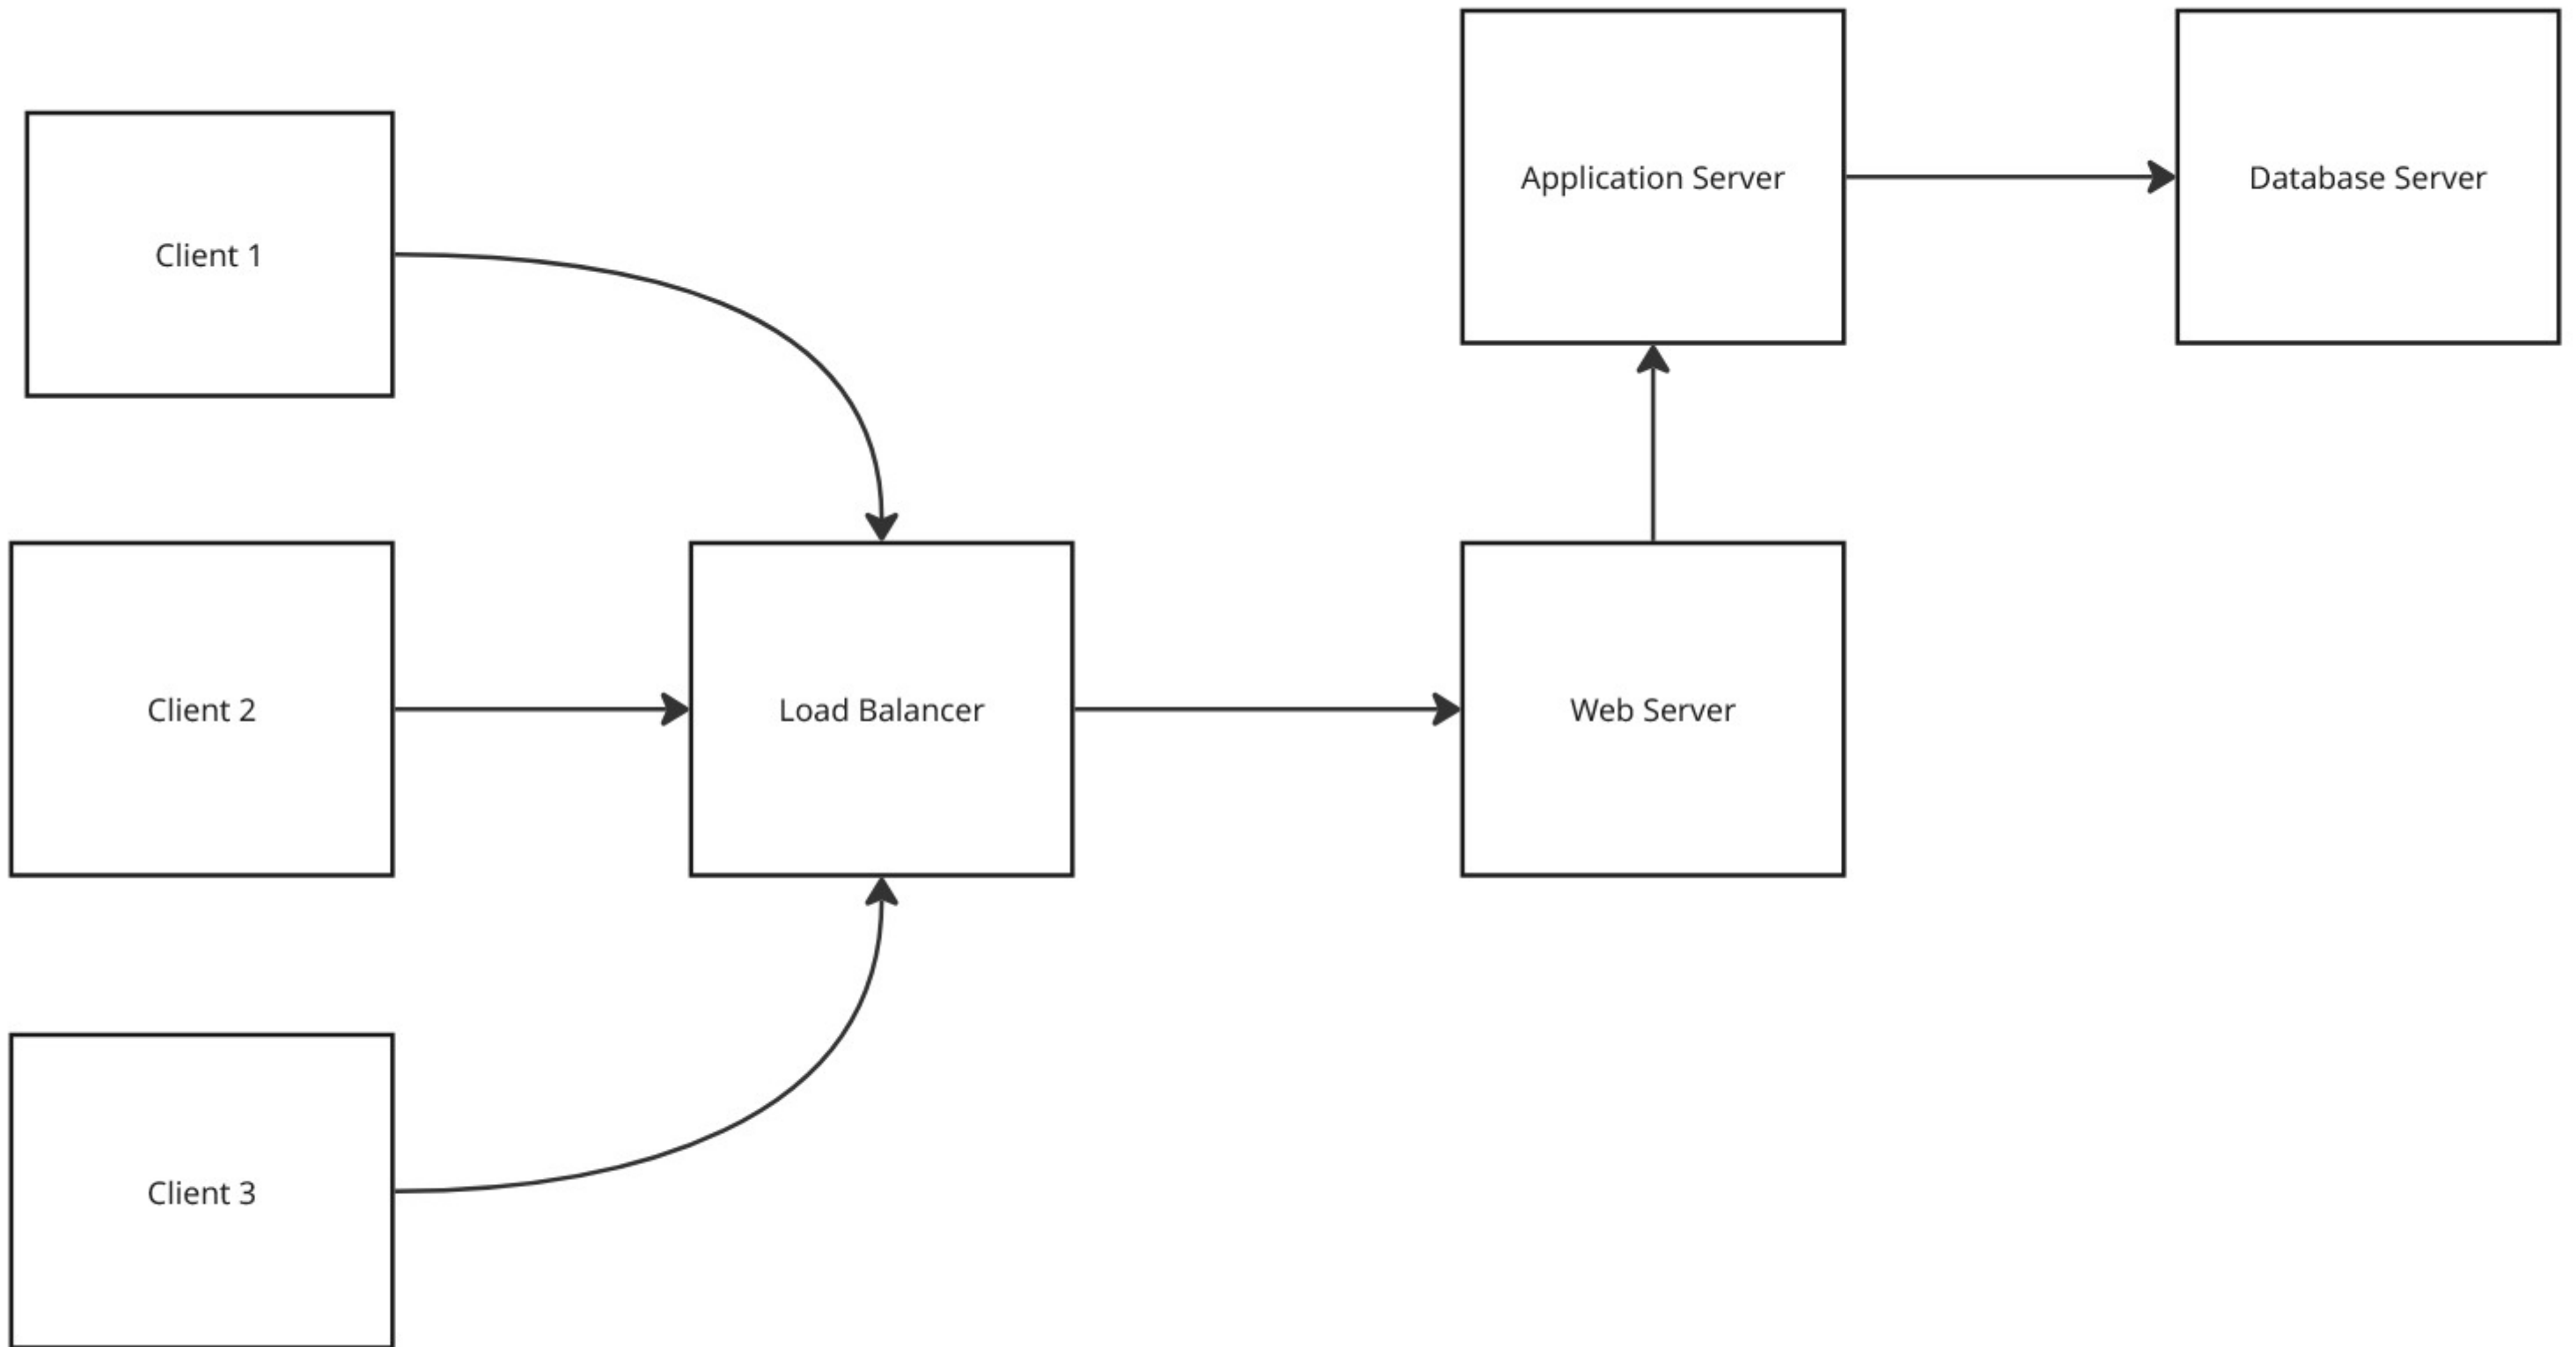 Client 1
Application Server
Database Server
Client 2
Load Balancer
Web Server
Client 3